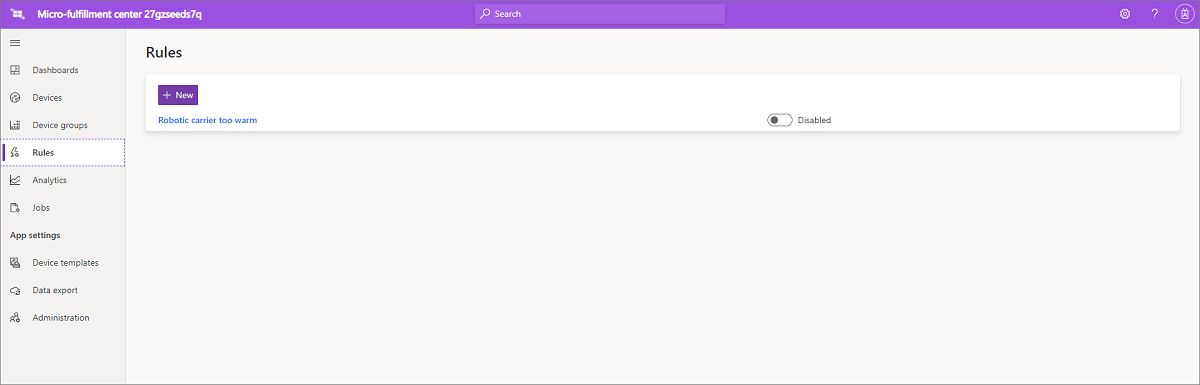 Micro-fulfillment center 27gzseeds7q
Search
?
Rules
Dashboards
Devices
Device groups
Rules
Analytics
Jobs
App settings
Device templates
Data export
Administration
+ New
Robotic carrier too warm
Disabled